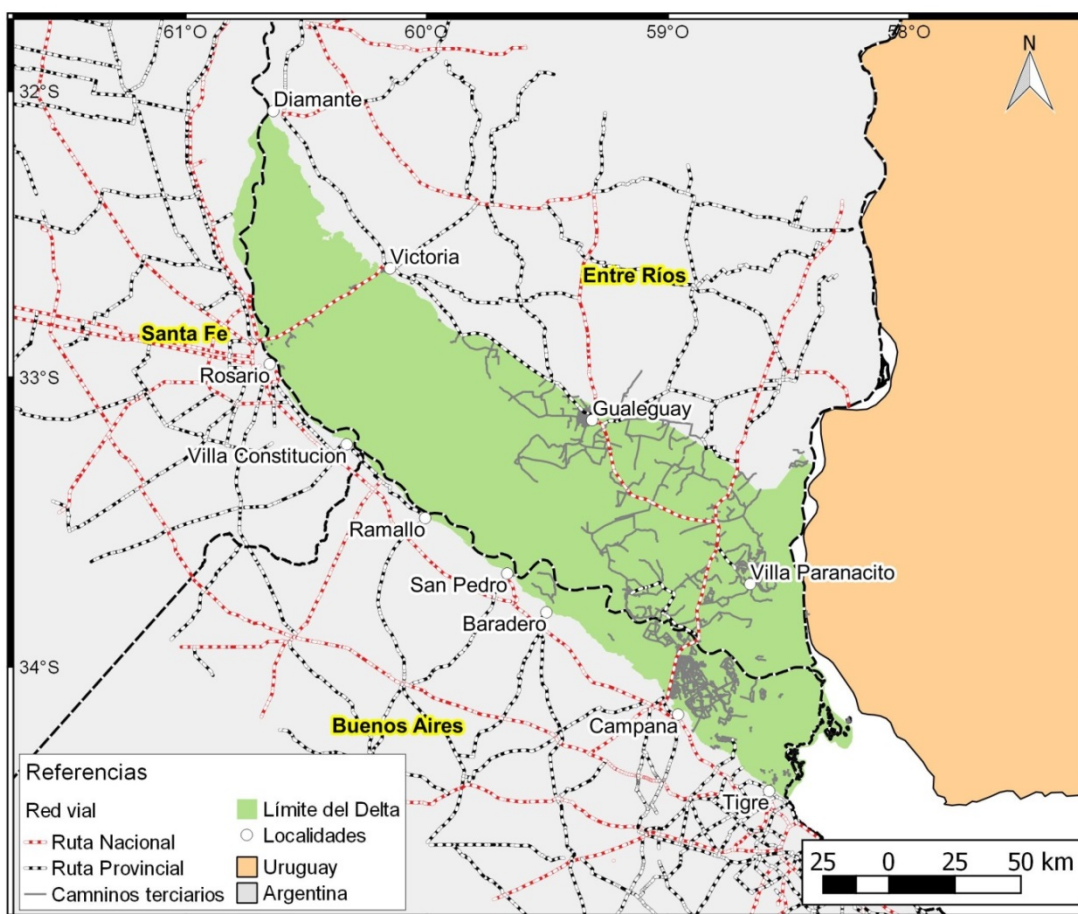 61°O 60°O 59°O 58°O
N
32°S
Diamante
Victoria
Entre Ríos
Santa Fe
33°S
Rosario
Gualeguay
Villa Constitucion
Ramallo
San Pedro
Villa Paranacito
Baradero
34°S
Campana
Buenos Aires
Tigre
Referencias
Red vial
Ruta Nacional
Ruta Provincial
Camninos terciarios
Límite del Delta
Localidades
Uruguay
Argentina
25 0 25 50 km